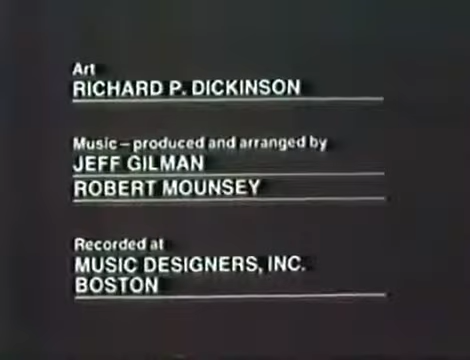 Art
RICHARD P. DICKINSON
Music – produced and arranged by
JEFF GILMAN
ROBERT MOUNSEY
Recorded at
MUSIC DESIGNERS, INC.
BOSTON